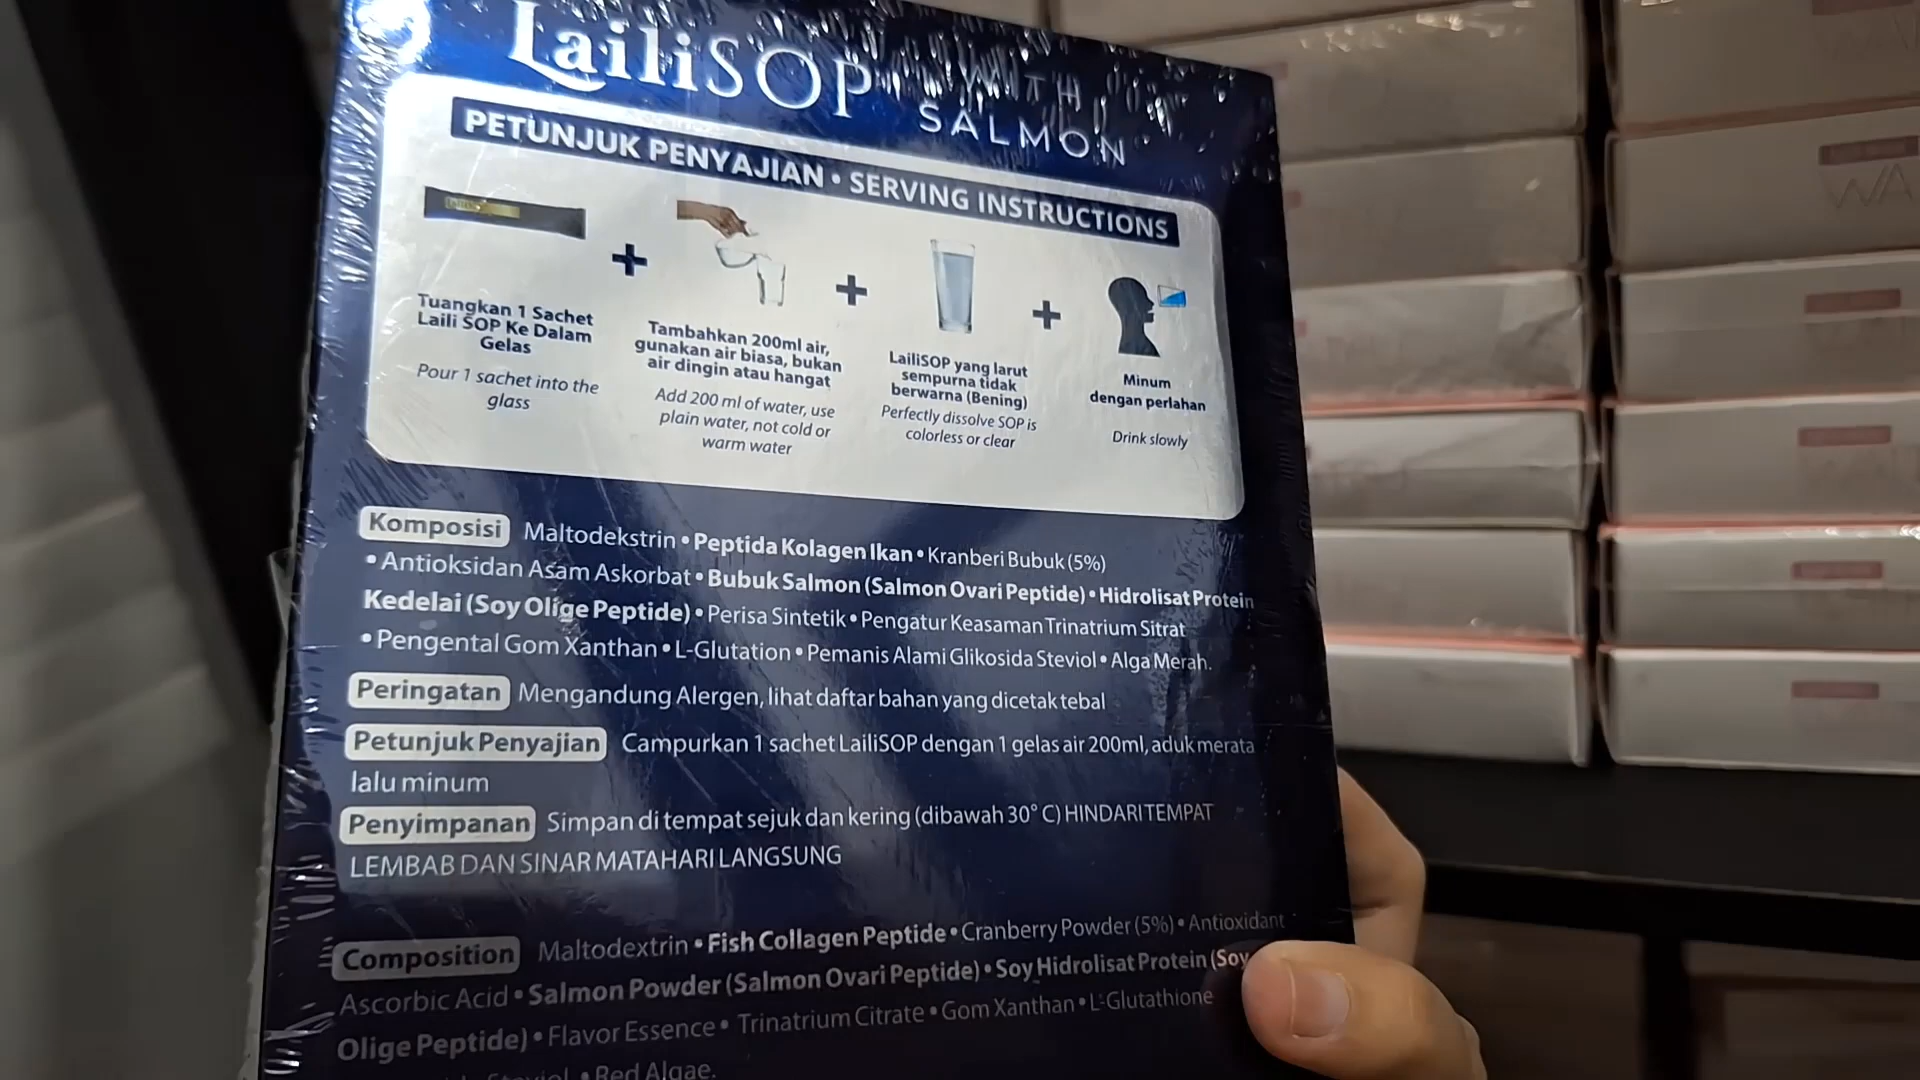 LailiSOP WITH
SALMON
PETUNJUK PENYAJIAN • SERVING INSTRUCTIONS
+
+
+
Tuangkan 1 Sachet
Laili SOP Ke Dalam
Gelas
Pour 1 sachet into the
glass
Tambahkan 200ml air,
gunakan air biasa, bukan
air dingin atau hangat
Add 200 ml of water, use
plain water, not cold or
warm water
LailiSOP yang larut
sempurna tidak
berwarna (Bening)
Perfectly dissolve SOP is
colorless or clear
Minum
dengan perlahan
Drink slowly
Komposisi Maltodekstrin • Peptida Kolagen Ikan • Kranberi Bubuk (5%)
• Antioksidan Asam Askorbat • Bubuk Salmon (Salmon Ovari Peptide) • Hidrolisat Protein
Kedelai (Soy Olige Peptide) • Perisa Sintetik • Pengatur Keasaman Trinatrium Sitrat
• Pengental Gom Xanthan • L-Glutation • Pemanis Alami Glikosida Steviol • Alga Merah.
Peringatan Mengandung Alergen, lihat daftar bahan yang dicetak tebal
Petunjuk Penyajian Campurkan 1 sachet LailiSOP dengan 1 gelas air 200ml, aduk merata
lalu minum
Penyimpanan Simpan di tempat sejuk dan kering (dibawah 30° C) HINDARI TEMPAT
LEMBAB DAN SINAR MATAHARI LANGSUNG
Composition Maltodextrin • Fish Collagen Peptide • Cranberry Powder (5%) • Antioxidant
Ascorbic Acid • Salmon Powder (Salmon Ovari Peptide) • Soy Hidrolisat Protein (Soy
Olige Peptide) • Flavor Essence • Trinatrium Citrate • Gom Xanthan • L-Glutathione
Steviol • Red Algae.